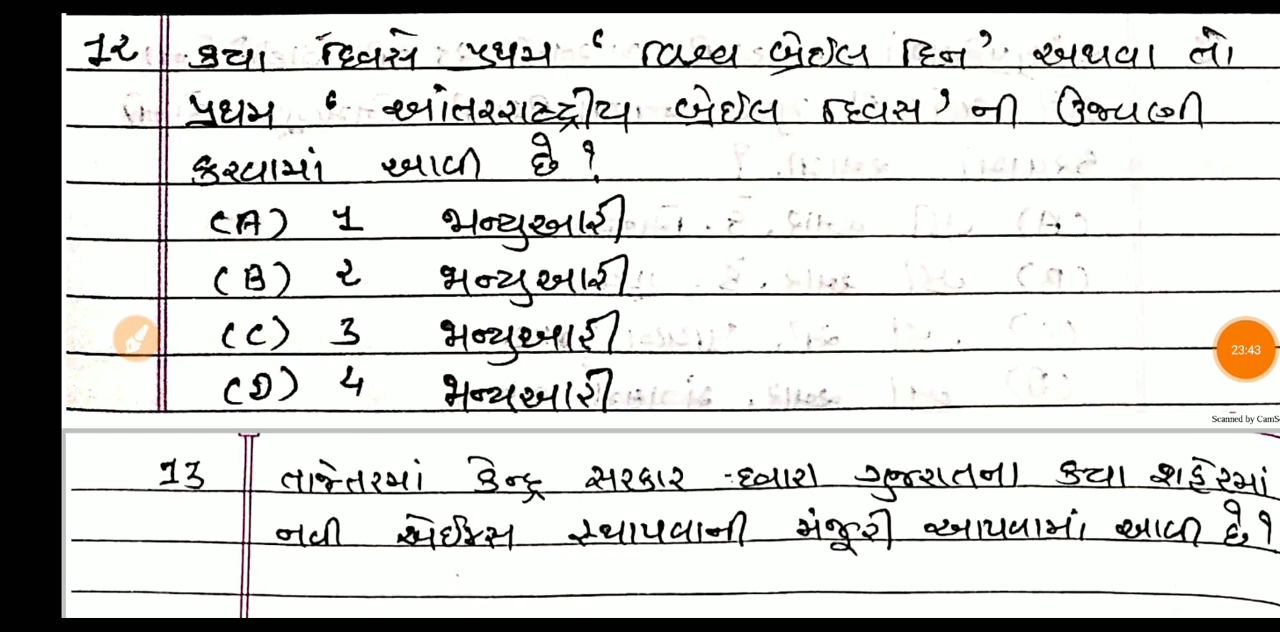 12 કયા દિવસે પ્રથમ ‘ વિશ્વ બ્રેઈલ દિન ’ અથવા તો
પ્રથમ ‘ આંતરરાષ્ટ્રીય બ્રેઈલ દિવસ ’ ની ઉજવણી
કરવામાં આવી છે ?
(A) 1 જાન્યુઆરી
(B) 2 જાન્યુઆરી
(C) 3 જાન્યુઆરી
(D) 4 જાન્યુઆરી
23:43
Scanned by CamS
13 તાજેતરમાં કેન્દ્ર સરકાર દ્વારા ગુજરાતના કયા શહેરમાં
નવી એઈમ્સ સ્થાપવાની મંજૂરી આપવામાં આવી છે ?